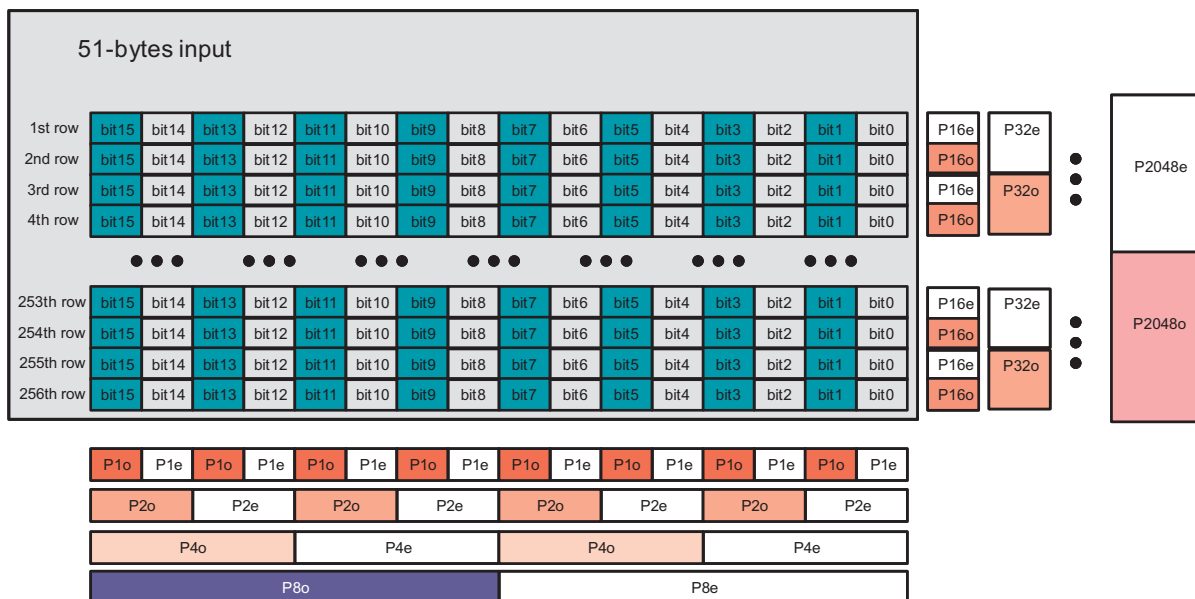 51-bytes input
1st row bit15 bit14 bit13 bit12 bit11 bit10 bit9 bit8 bit7 bit6 bit5 bit4 bit3 bit2 bit1 bit0 P16e P32e
2nd row bit15 bit14 bit13 bit12 bit11 bit10 bit9 bit8 bit7 bit6 bit5 bit4 bit3 bit2 bit1 bit0 P16o P2048e
3rd row bit15 bit14 bit13 bit12 bit11 bit10 bit9 bit8 bit7 bit6 bit5 bit4 bit3 bit2 bit1 bit0 P16e P32o
4th row bit15 bit14 bit13 bit12 bit11 bit10 bit9 bit8 bit7 bit6 bit5 bit4 bit3 bit2 bit1 bit0 P16o
253th row bit15 bit14 bit13 bit12 bit11 bit10 bit9 bit8 bit7 bit6 bit5 bit4 bit3 bit2 bit1 bit0 P16e P32e
254th row bit15 bit14 bit13 bit12 bit11 bit10 bit9 bit8 bit7 bit6 bit5 bit4 bit3 bit2 bit1 bit0 P16o P2048o
255th row bit15 bit14 bit13 bit12 bit11 bit10 bit9 bit8 bit7 bit6 bit5 bit4 bit3 bit2 bit1 bit0 P16e P32o
256th row bit15 bit14 bit13 bit12 bit11 bit10 bit9 bit8 bit7 bit6 bit5 bit4 bit3 bit2 bit1 bit0 P16o
P1o P1e P1o P1e P1o P1e P1o P1e P1o P1e P1o P1e P1o P1e P1o P1e
P2o P2e P2o P2e P2o P2e P2o P2e
P4o P4e P4o P4e
P8o P8e